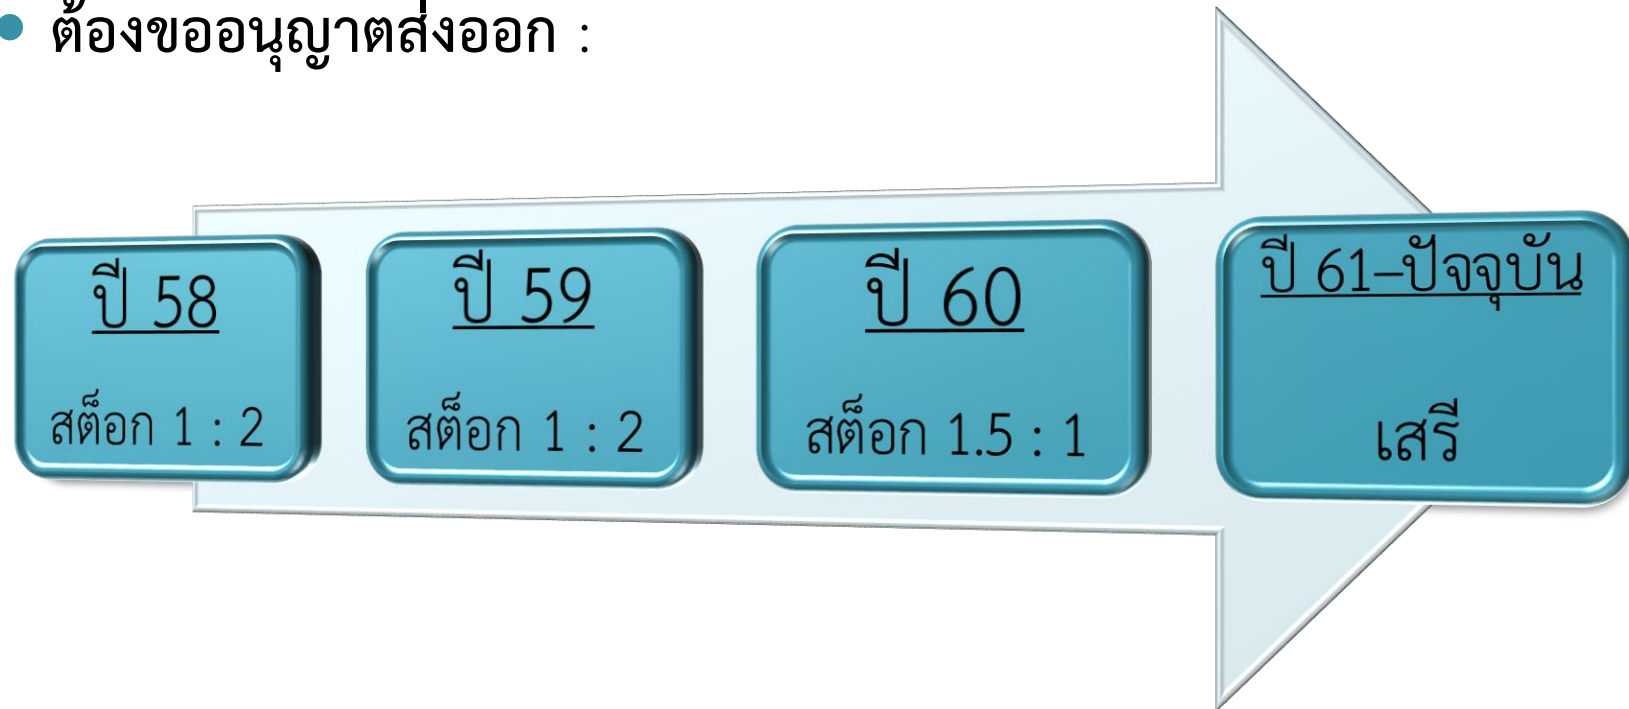 • ต้องขออนุญาตส่งออก :
ปี 58
สต็อก 1 : 2
ปี 59
สต็อก 1 : 2
ปี 60
สต็อก 1.5 : 1
ปี 61–ปัจจุบัน
เสรี